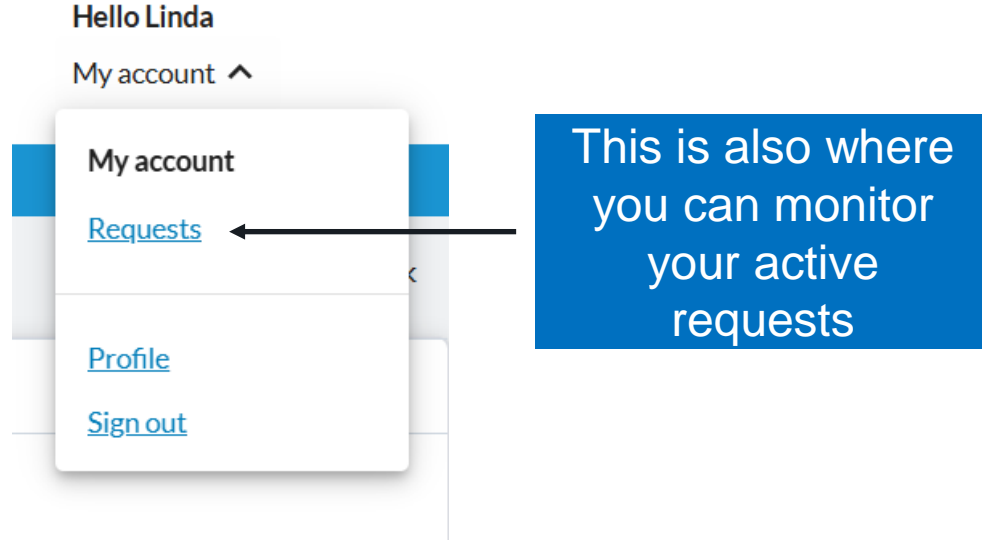 Hello Linda
My account
My account
Requests
Profile
Sign out
This is also where
you can monitor
your active
requests